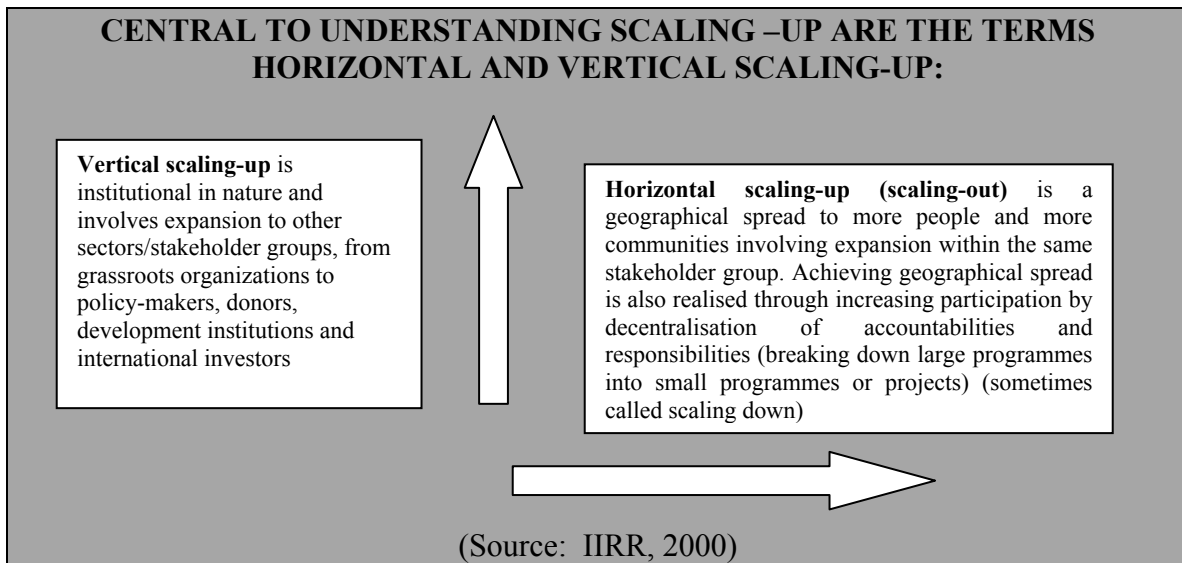 CENTRAL TO UNDERSTANDING SCALING –UP ARE THE TERMS
HORIZONTAL AND VERTICAL SCALING-UP:
Vertical scaling-up is
institutional in nature and
involves expansion to other
sectors/stakeholder groups, from
grassroots organizations to
policy-makers, donors,
development institutions and
international investors
Horizontal scaling-up (scaling-out) is a
geographical spread to more people and more
communities involving expansion within the same
stakeholder group. Achieving geographical spread
is also realised through increasing participation by
decentralisation of accountabilities and
responsibilities (breaking down large programmes
into small programmes or projects) (sometimes
called scaling down)
(Source: IIRR, 2000)